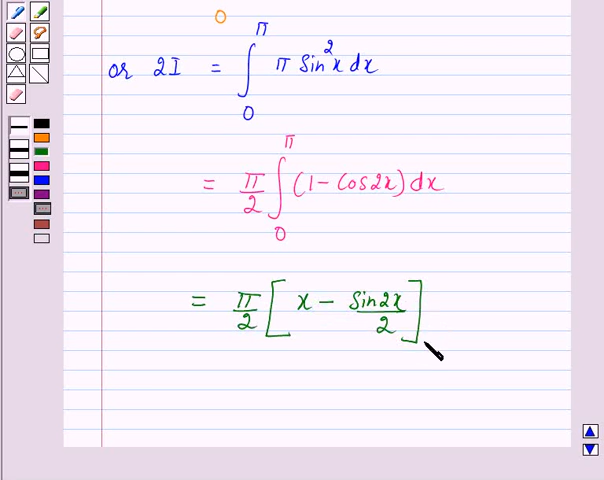 0
or 2I = ∫₀^π π Sin²x dx
= π/2 ∫₀^π (1 - Cos2x) dx
= π/2 [ x - Sin2x/2 ]